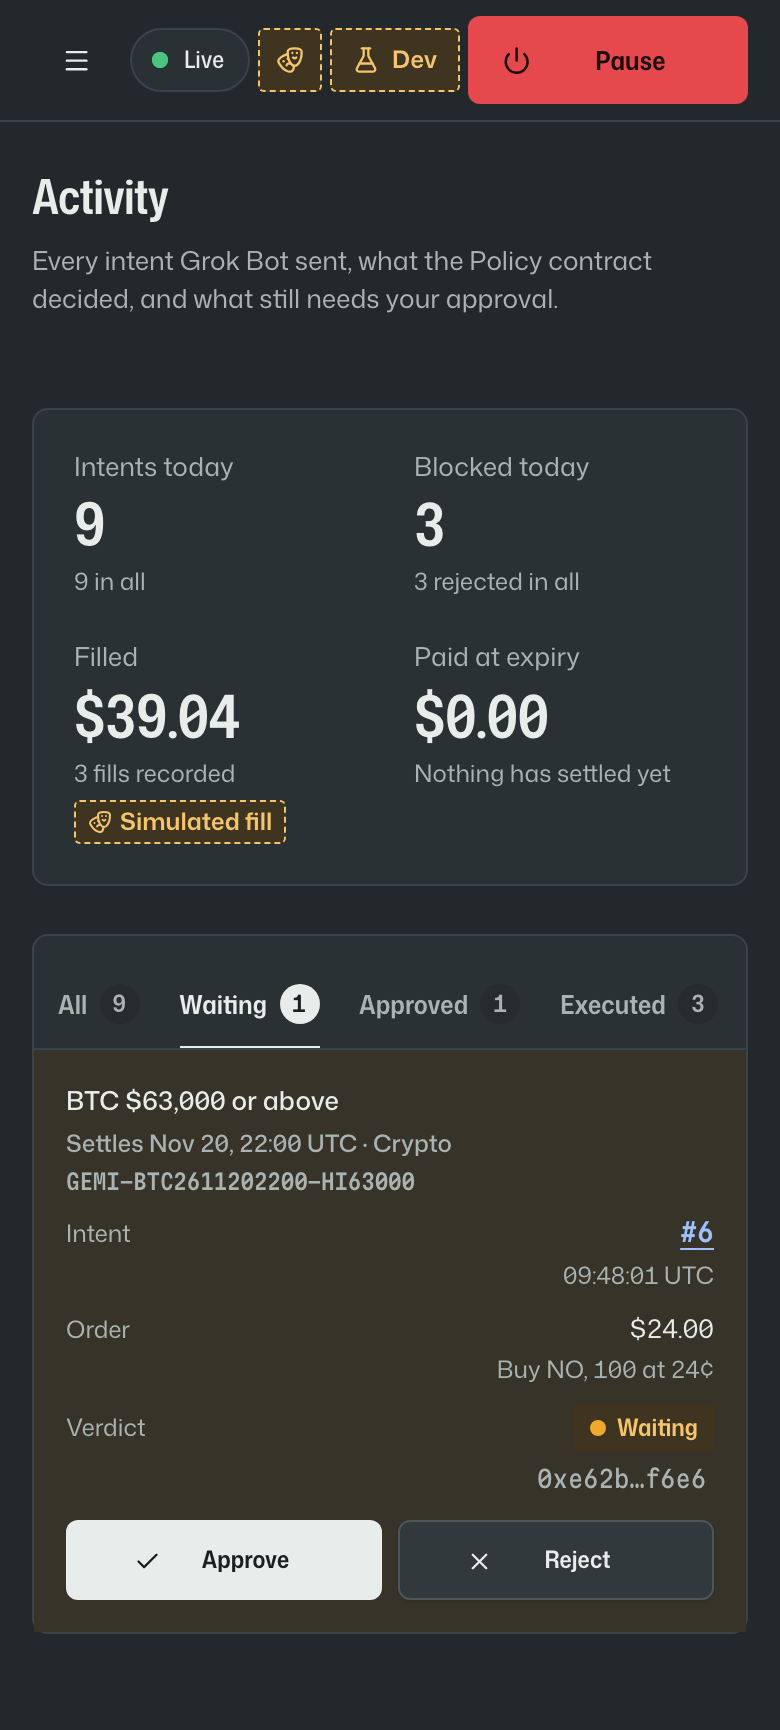 Live
Dev
Pause
Activity
Every intent Grok Bot sent, what the Policy contract
decided, and what still needs your approval.
Intents today
9
9 in all
Blocked today
3
3 rejected in all
Filled
$39.04
3 fills recorded
Simulated fill
Paid at expiry
$0.00
Nothing has settled yet
All 9 Waiting 1 Approved 1 Executed 3
BTC $63,000 or above
Settles Nov 20, 22:00 UTC · Crypto
GEMI-BTC2611202200-HI63000
Intent #6
09:48:01 UTC
Order $24.00
Buy NO, 100 at 24¢
Verdict Waiting
0xe62b…f6e6
Approve Reject